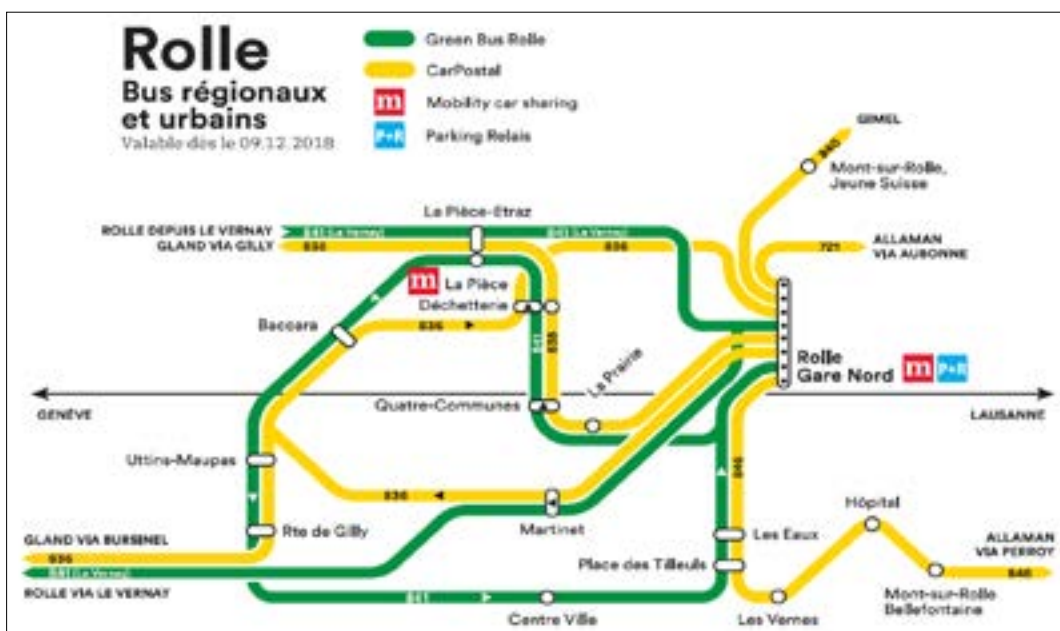 Rolle
Bus régionaux
et urbains
Valable dès le 09.12.2018
Green Bus Rolle
CarPostal
m Mobility car sharing
P+R Parking Relais
GIMEL
840
Mont-sur-Rolle,
Jeune Suisse
La Pièce-Etraz
ROLLE DEPUIS LE VERNAY
841 (Le Vernay)
841 (Le Vernay)
GLAND VIA GILLY
836
836
721
ALLAMAN
VIA AUBONNE
m La Pièce
Déchetterie
Baccara
836
841
835
La Prairie
Rolle
Gare Nord
m P+R
Quatre-Communes
GENÈVE
LAUSANNE
Uttins-Maupas
836
846
Hôpital
Rte de Gilly
Martinet
Les Eaux
GLAND VIA BURSINEL
836
ALLAMAN
VIA PERROY
846
841 (Le Vernay)
Place des Tilleuls
ROLLE VIA LE VERNAY
841
Centre Ville
Les Vernes
Mont-sur-Rolle
Bellefontaine